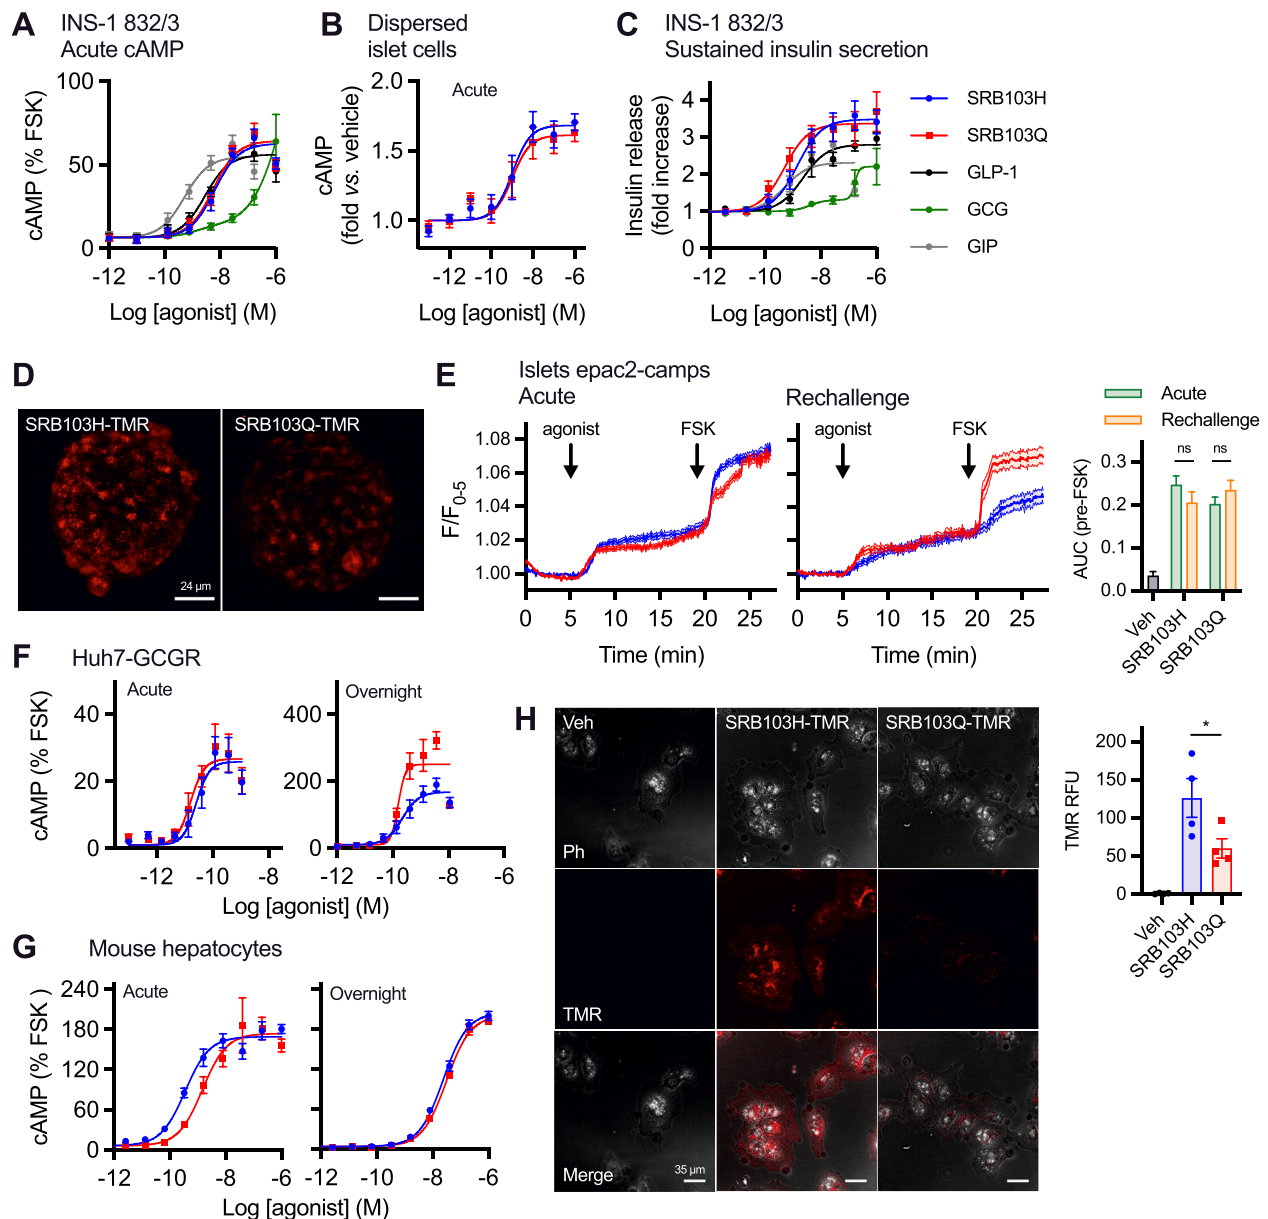 A INS-1 832/3
Acute cAMP
100
50
0
cAMP (% FSK)
-12 -10 -8 -6
Log [agonist] (M)
B Dispersed
islet cells
Acute
2.0
1.5
1.0
cAMP
(fold vs. vehicle)
-12 -10 -8 -6
Log [agonist] (M)
C INS-1 832/3
Sustained insulin secretion
4
3
2
1
0
Insulin release
(fold increase)
-12 -10 -8 -6
Log [agonist] (M)
SRB103H
SRB103Q
GLP-1
GCG
GIP
D
SRB103H-TMR
SRB103Q-TMR
24 µm
E Islets epac2-camps
Acute
agonist FSK
1.08
1.06
1.04
1.02
1.00
F/F0-5
0 5 10 15 20 25
Time (min)
Rechallenge
agonist FSK
0 5 10 15 20 25
Time (min)
Acute
Rechallenge
ns ns
0.3
0.2
0.1
0.0
AUC (pre-FSK)
Veh
SRB103H
SRB103Q
F Huh7-GCGR
Acute
40
20
0
cAMP (% FSK)
-12 -10 -8
Overnight
400
200
0
-12 -10 -8 -6
Log [agonist] (M)
G Mouse hepatocytes
Acute
240
180
120
60
0
cAMP (% FSK )
-12 -10 -8 -6
Overnight
-12 -10 -8 -6
Log [agonist] (M)
H
Veh
SRB103H-TMR
SRB103Q-TMR
Ph
TMR
Merge
35 µm
*
200
150
100
50
0
TMR RFU
Veh
SRB103H
SRB103Q